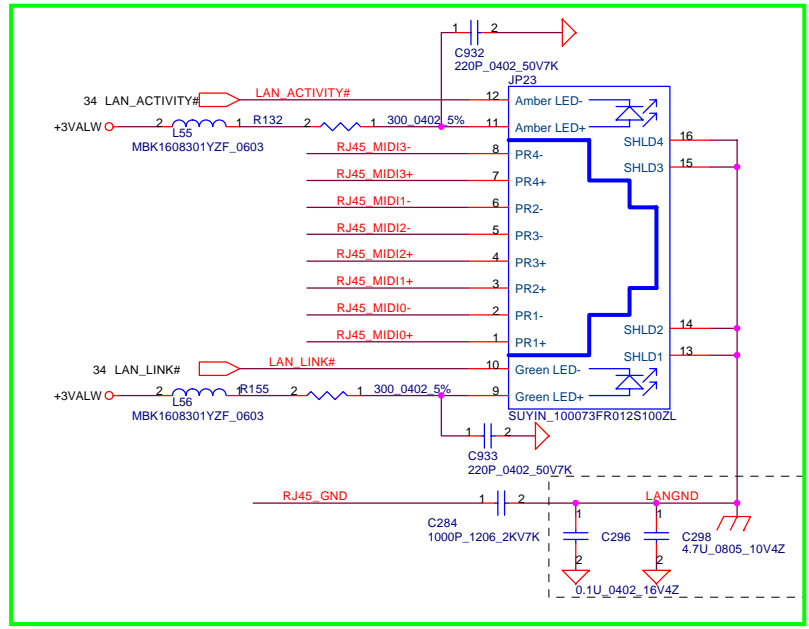 1 2
C932
220P_0402_50V7K
JP23
34 LAN_ACTIVITY# LAN_ACTIVITY# 12 Amber LED-
+3VALW 2 1 R132 2 1 300_0402_5% 11 Amber LED+
L55
MBK1608301YZF_0603
SHLD4 16
RJ45_MIDI3- 8 PR4-
SHLD3 15
RJ45_MIDI3+ 7 PR4+
RJ45_MIDI1- 6 PR2-
RJ45_MIDI2- 5 PR3-
RJ45_MIDI2+ 4 PR3+
RJ45_MIDI1+ 3 PR2+
RJ45_MIDI0- 2 PR1-
SHLD2 14
RJ45_MIDI0+ 1 PR1+
SHLD1 13
34 LAN_LINK# LAN_LINK# 10 Green LED-
+3VALW 2 1 R155 2 1 300_0402_5% 9 Green LED+
L56
MBK1608301YZF_0603
SUYIN_100073FR012S100ZL
1 2
C933
220P_0402_50V7K
RJ45_GND 1 2 LANGND
C284
1000P_1206_2KV7K
1 1
C296 C298
4.7U_0805_10V4Z
2 2
0.1U_0402_16V4Z